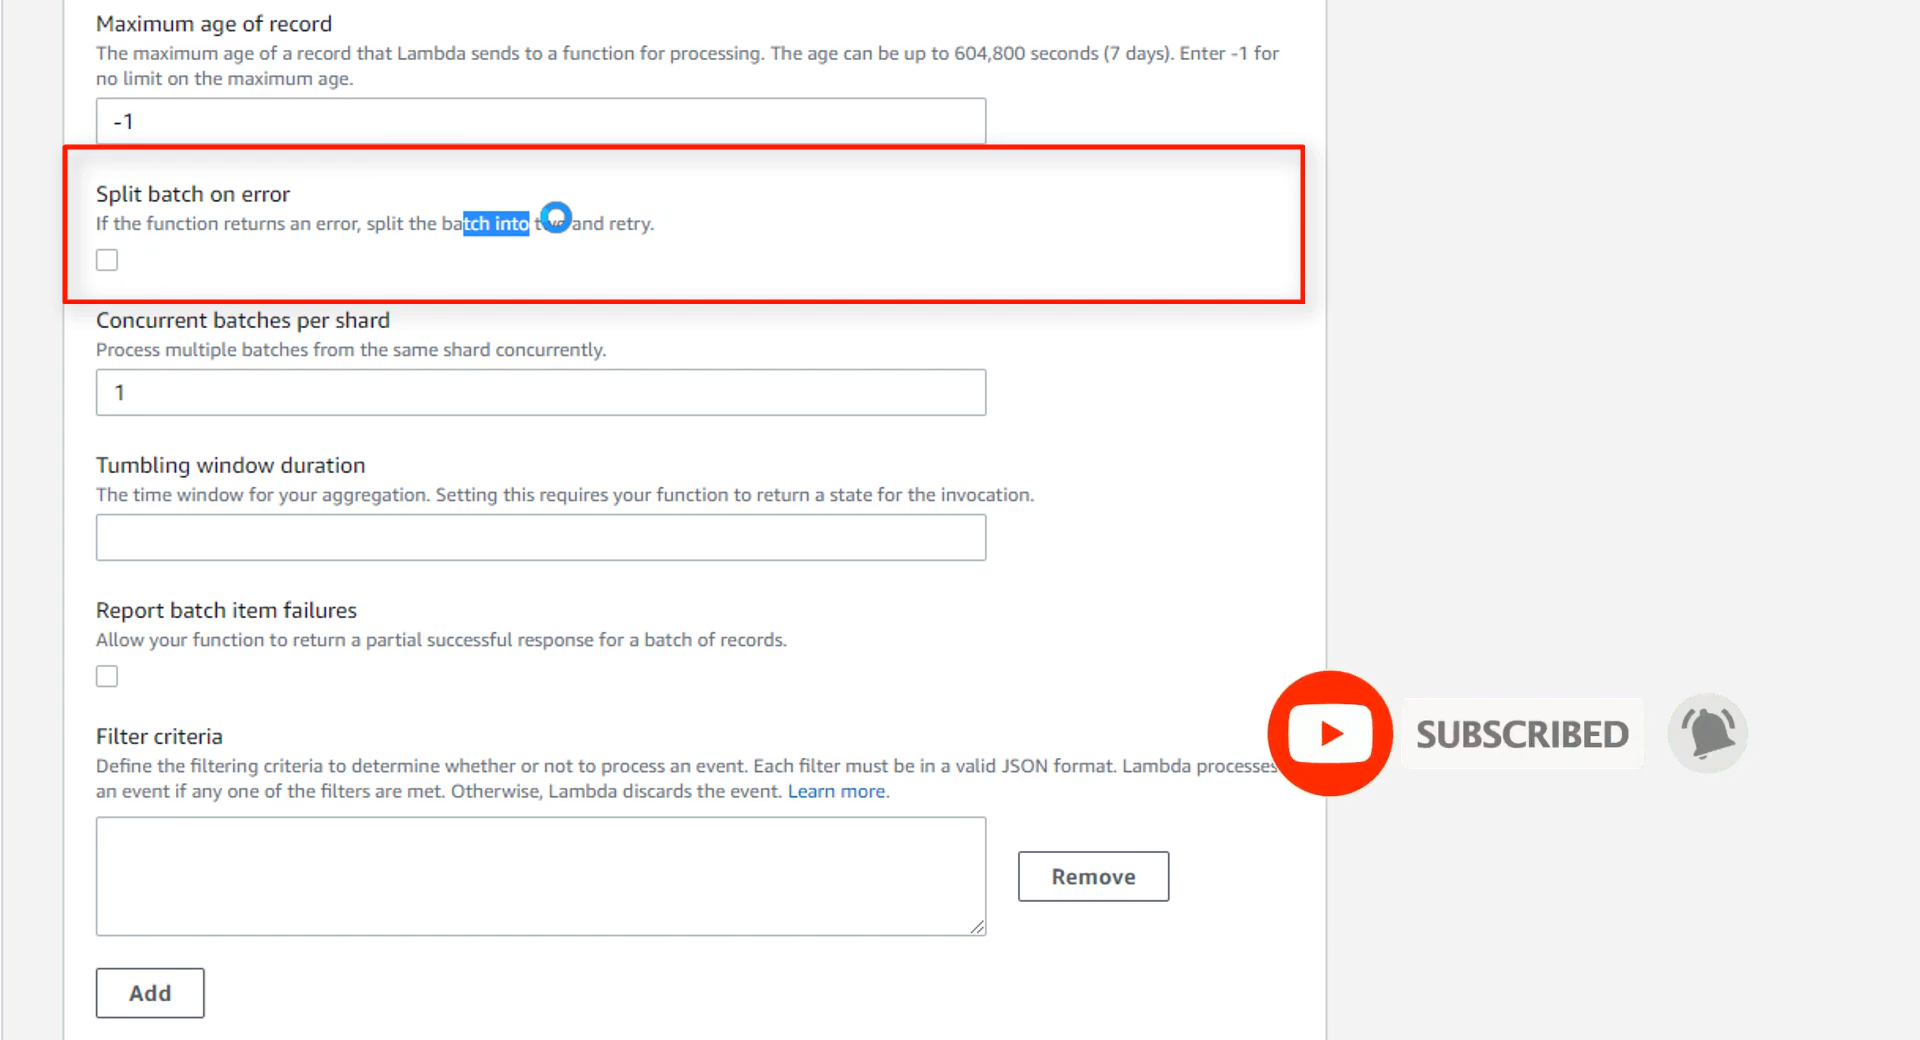 Maximum age of record
The maximum age of a record that Lambda sends to a function for processing. The age can be up to 604,800 seconds (7 days). Enter -1 for
no limit on the maximum age.
-1
Split batch on error
If the function returns an error, split the batch into two and retry.
Concurrent batches per shard
Process multiple batches from the same shard concurrently.
1
Tumbling window duration
The time window for your aggregation. Setting this requires your function to return a state for the invocation.
Report batch item failures
Allow your function to return a partial successful response for a batch of records.
SUBSCRIBED
Filter criteria
Define the filtering criteria to determine whether or not to process an event. Each filter must be in a valid JSON format. Lambda processes
an event if any one of the filters are met. Otherwise, Lambda discards the event. Learn more.
Remove
Add